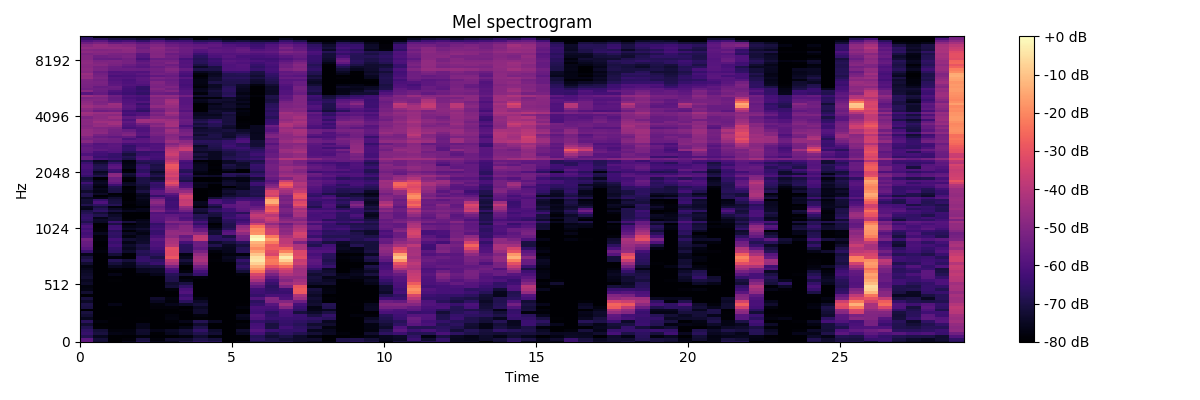 Mel spectrogram
+0 dB
8192
-10 dB
-20 dB
4096
-30 dB
Hz
2048
-40 dB
1024
-50 dB
-60 dB
512
-70 dB
0
-80 dB
0 5 10 15 20 25
Time